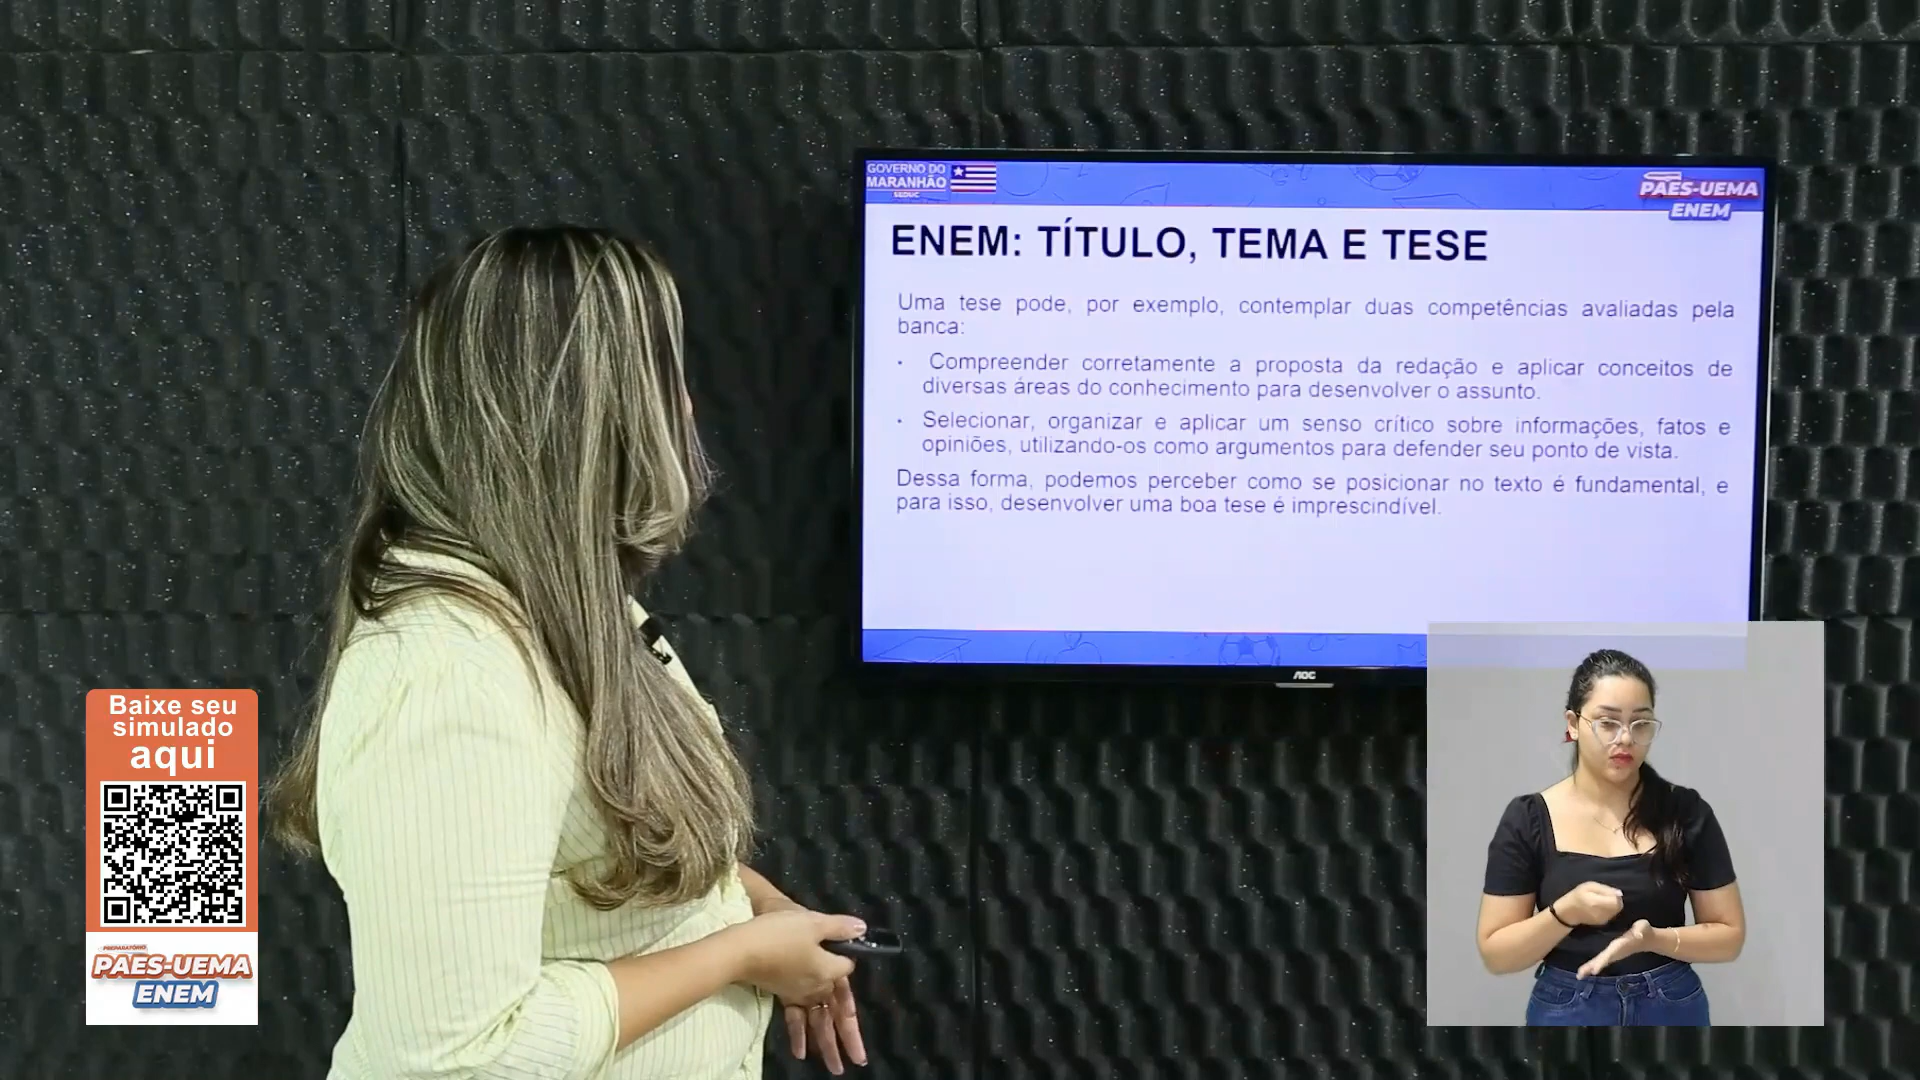 GOVERNO DO
MARANHÃO
SEDUC
PAES-UEMA
ENEM
ENEM: TÍTULO, TEMA E TESE
Uma tese pode, por exemplo, contemplar duas competências avaliadas pela
banca:
• Compreender corretamente a proposta da redação e aplicar conceitos de
diversas áreas do conhecimento para desenvolver o assunto.
• Selecionar, organizar e aplicar um senso crítico sobre informações, fatos e
opiniões, utilizando-os como argumentos para defender seu ponto de vista.
Dessa forma, podemos perceber como se posicionar no texto é fundamental, e
para isso, desenvolver uma boa tese é imprescindível.
AOC
Baixe seu
simulado
aqui
PREPARATÓRIO
PAES-UEMA
ENEM